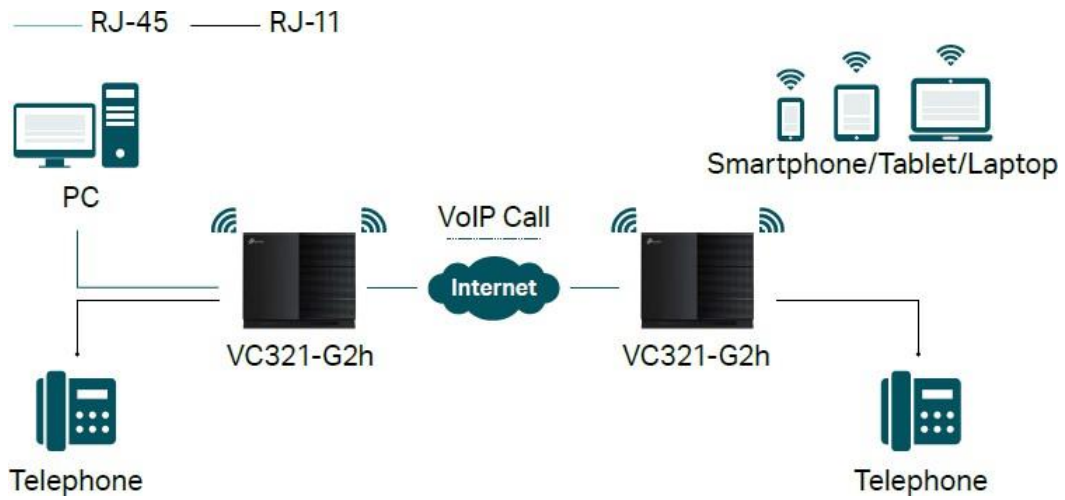 RJ-45 RJ-11
PC
Smartphone/Tablet/Laptop
VoIP Call
Internet
VC321-G2h
VC321-G2h
Telephone
Telephone